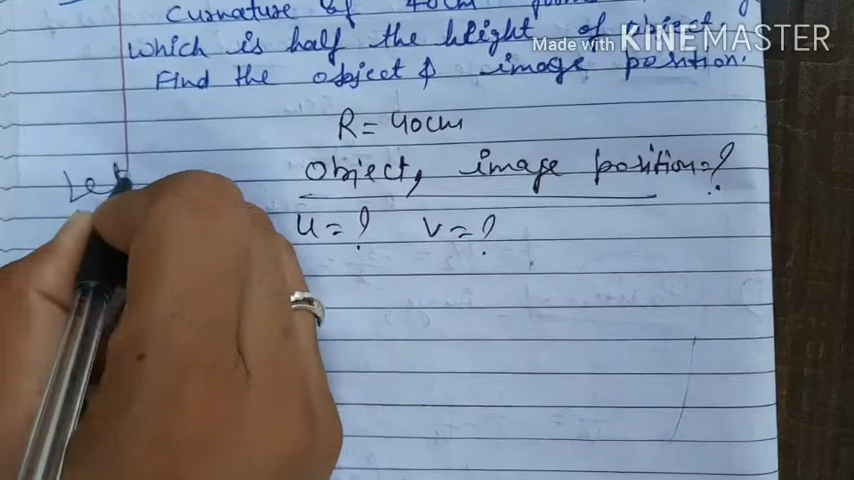 Curnature of 40cm
which is half the height of object.
Made with KINEMASTER
Find the object & image position.
R = 40cm
Object, image position = ?
Let
u = ? v = ?